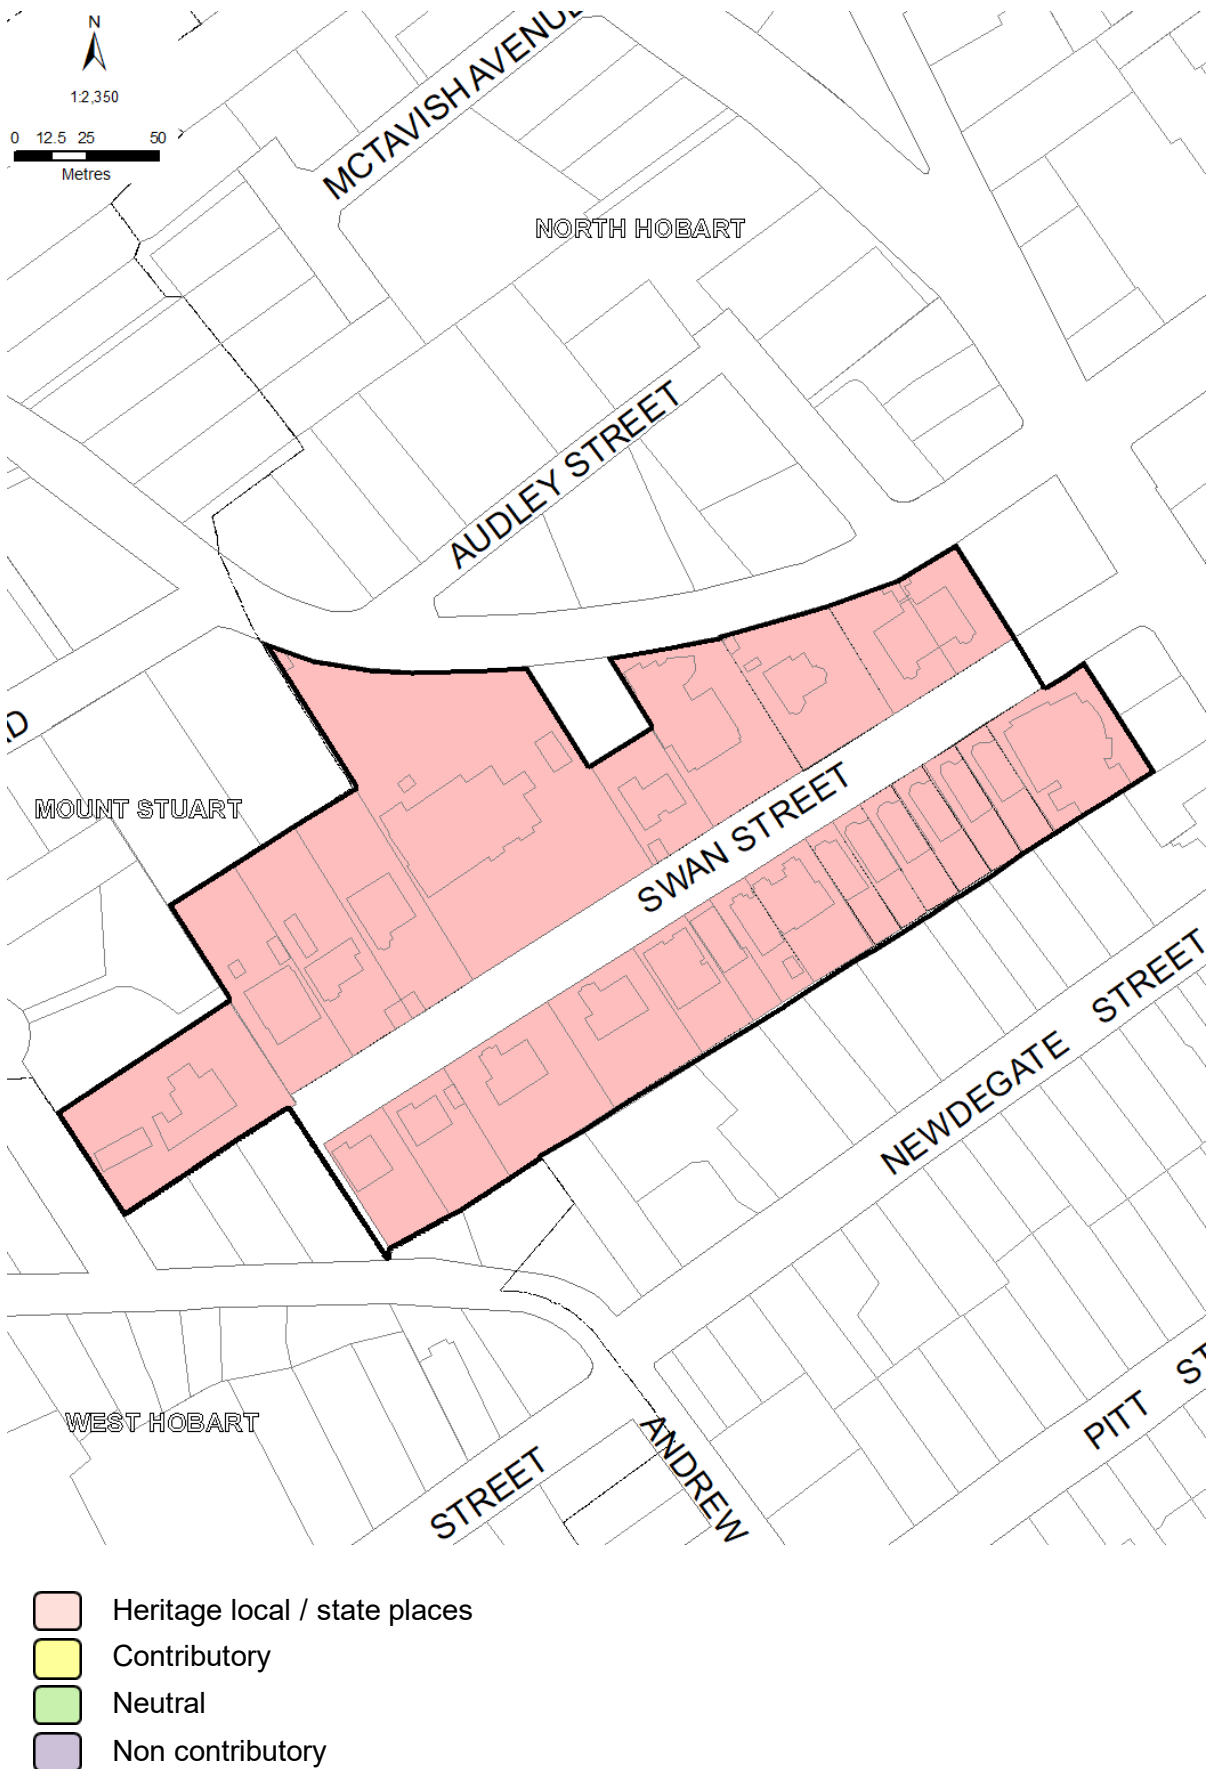 N
1:2,350
0 12.5 25 50
Metres
MCTAVISH AVENUE
NORTH HOBART
AUDLEY STREET
D
MOUNT STUART
SWAN STREET
NEWDEGATE STREET
WEST HOBART
STREET
ANDREW
PITT ST
Heritage local / state places
Contributory
Neutral
Non contributory